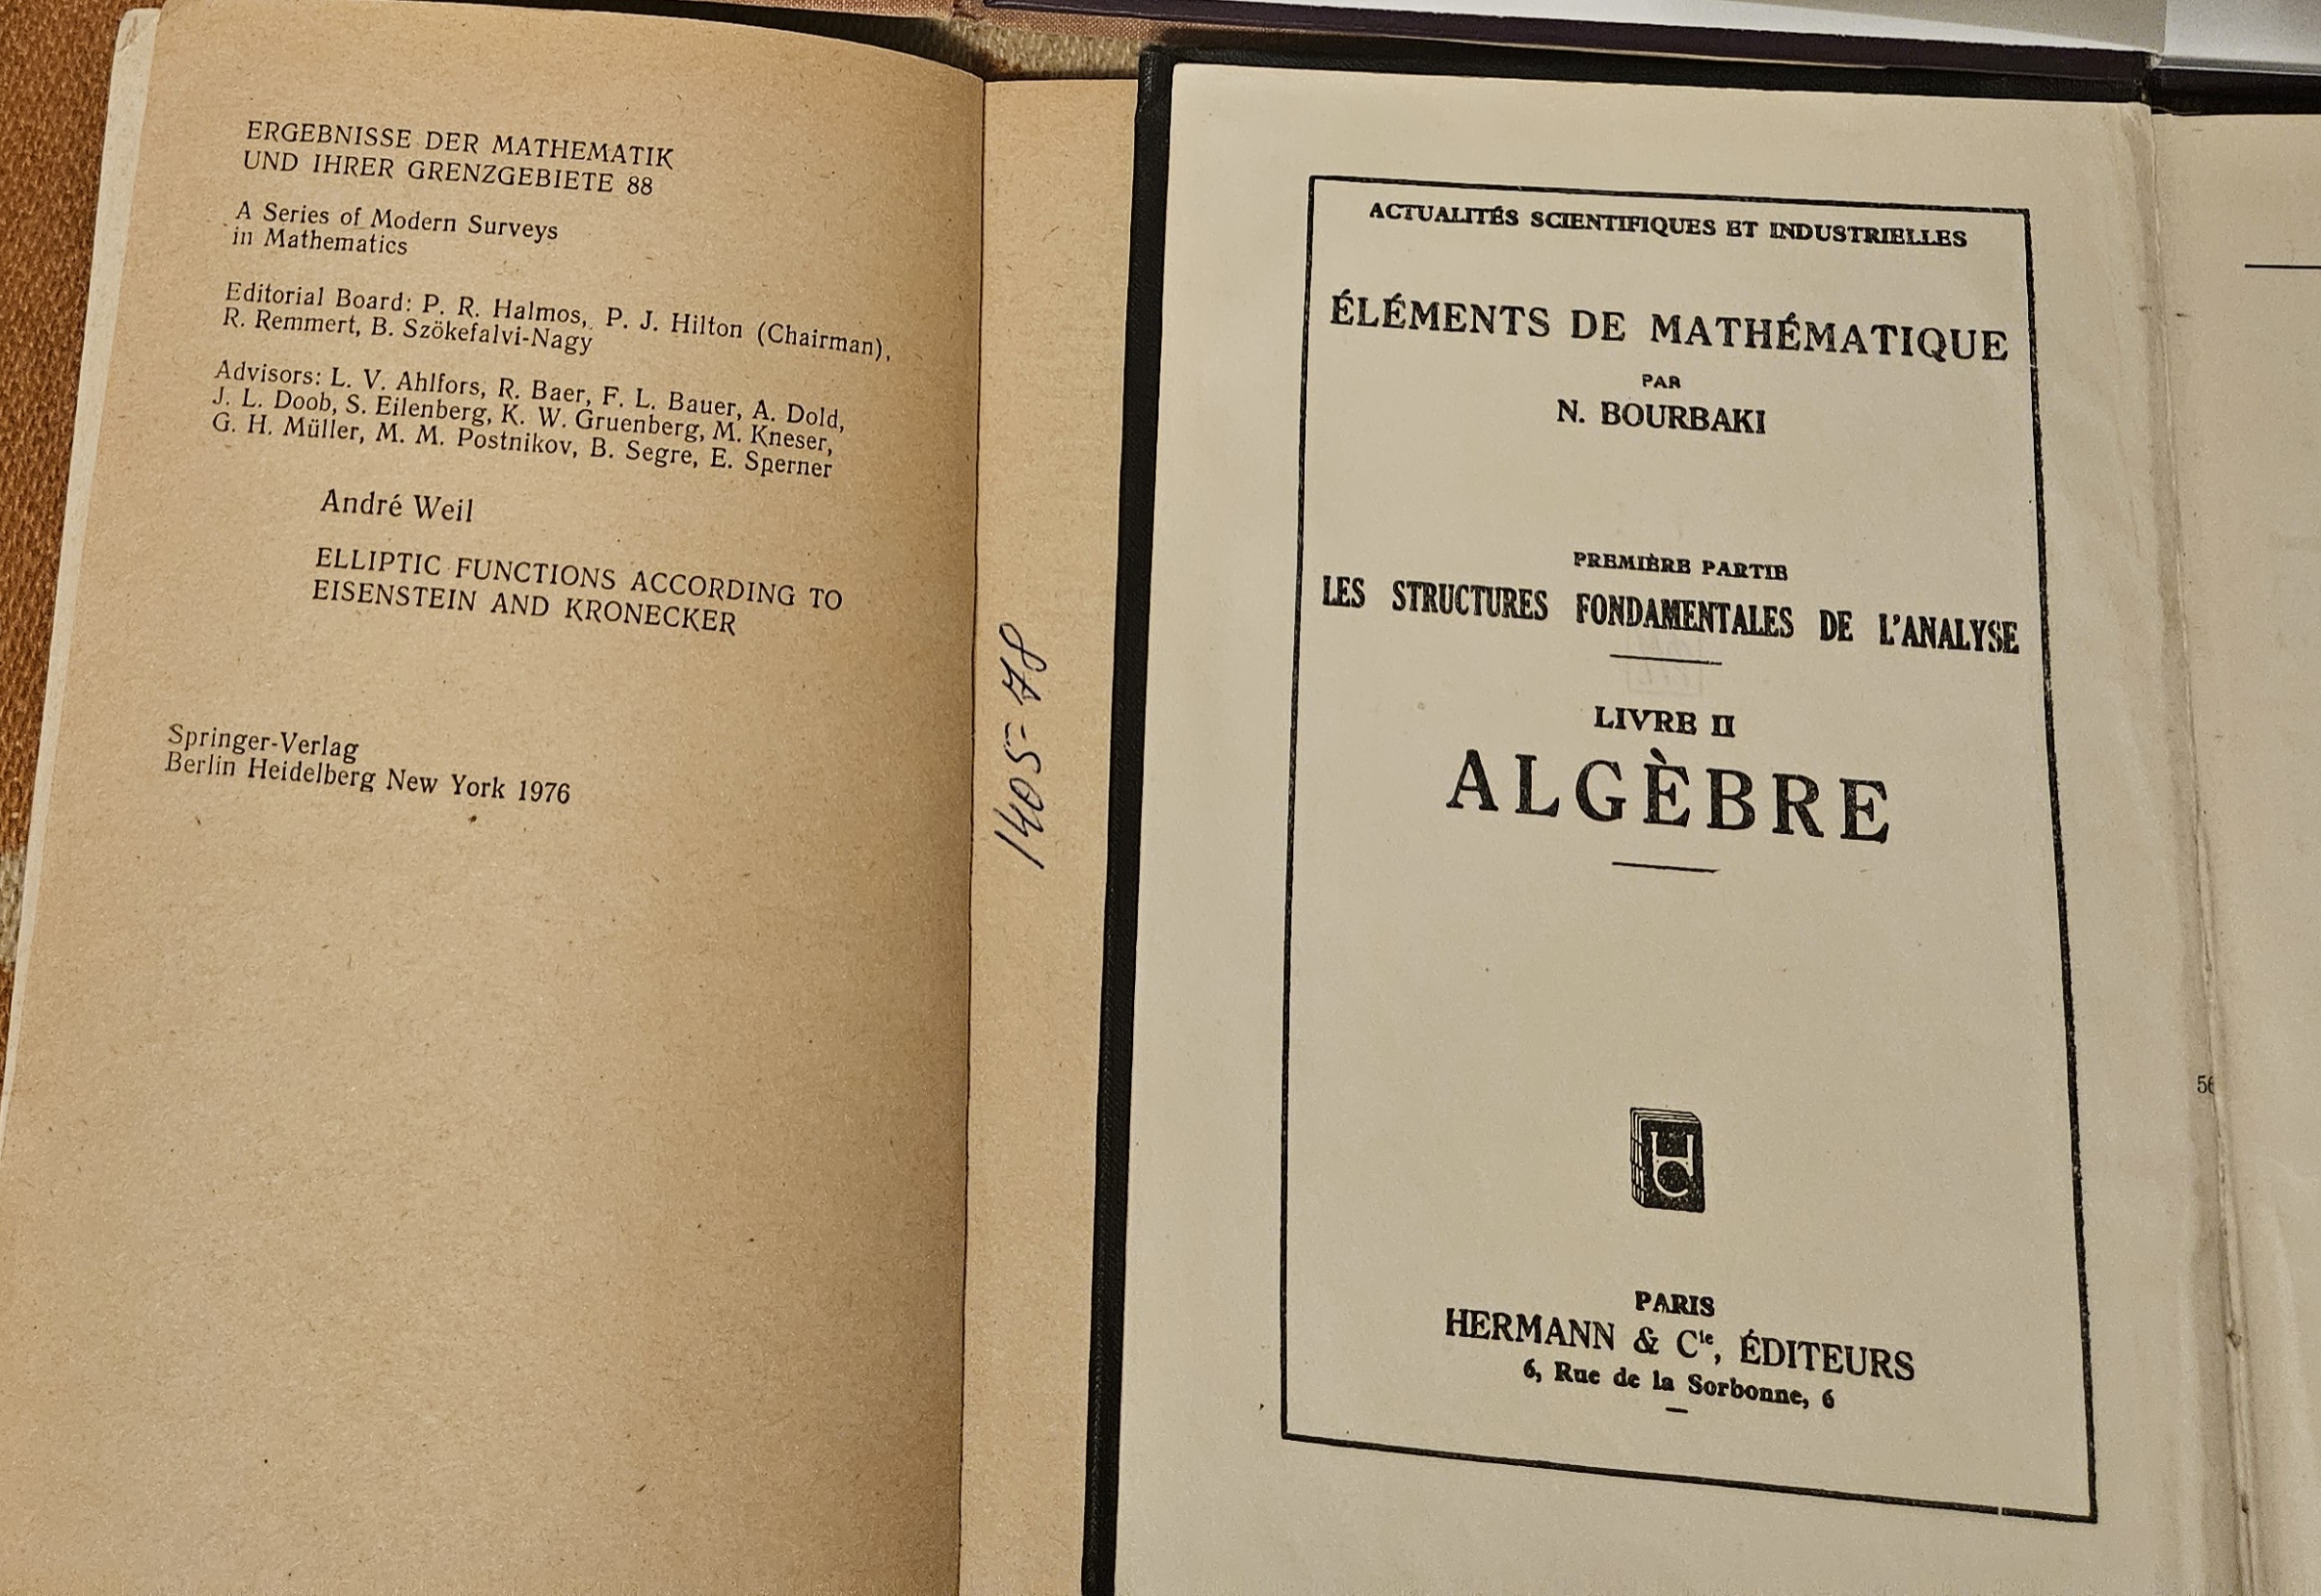 ERGEBNISSE DER MATHEMATIK
UND IHRER GRENZGEBIETE 88
A Series of Modern Surveys
in Mathematics
Editorial Board: P. R. Halmos, P. J. Hilton (Chairman),
R. Remmert, B. Szökefalvi-Nagy
Advisors: L. V. Ahlfors, R. Baer, F. L. Bauer, A. Dold,
J. L. Doob, S. Eilenberg, K. W. Gruenberg, M. Kneser,
G. H. Müller, M. M. Postnikov, B. Segre, E. Sperner
André Weil
ELLIPTIC FUNCTIONS ACCORDING TO
EISENSTEIN AND KRONECKER
Springer-Verlag
Berlin Heidelberg New York 1976
1405-78
ACTUALITÉS SCIENTIFIQUES ET INDUSTRIELLES
ÉLÉMENTS DE MATHÉMATIQUE
PAR
N. BOURBAKI
PREMIÈRE PARTIE
LES STRUCTURES FONDAMENTALES DE L'ANALYSE
LIVRE II
ALGÈBRE
PARIS
HERMANN & Cie, ÉDITEURS
6, Rue de la Sorbonne, 6